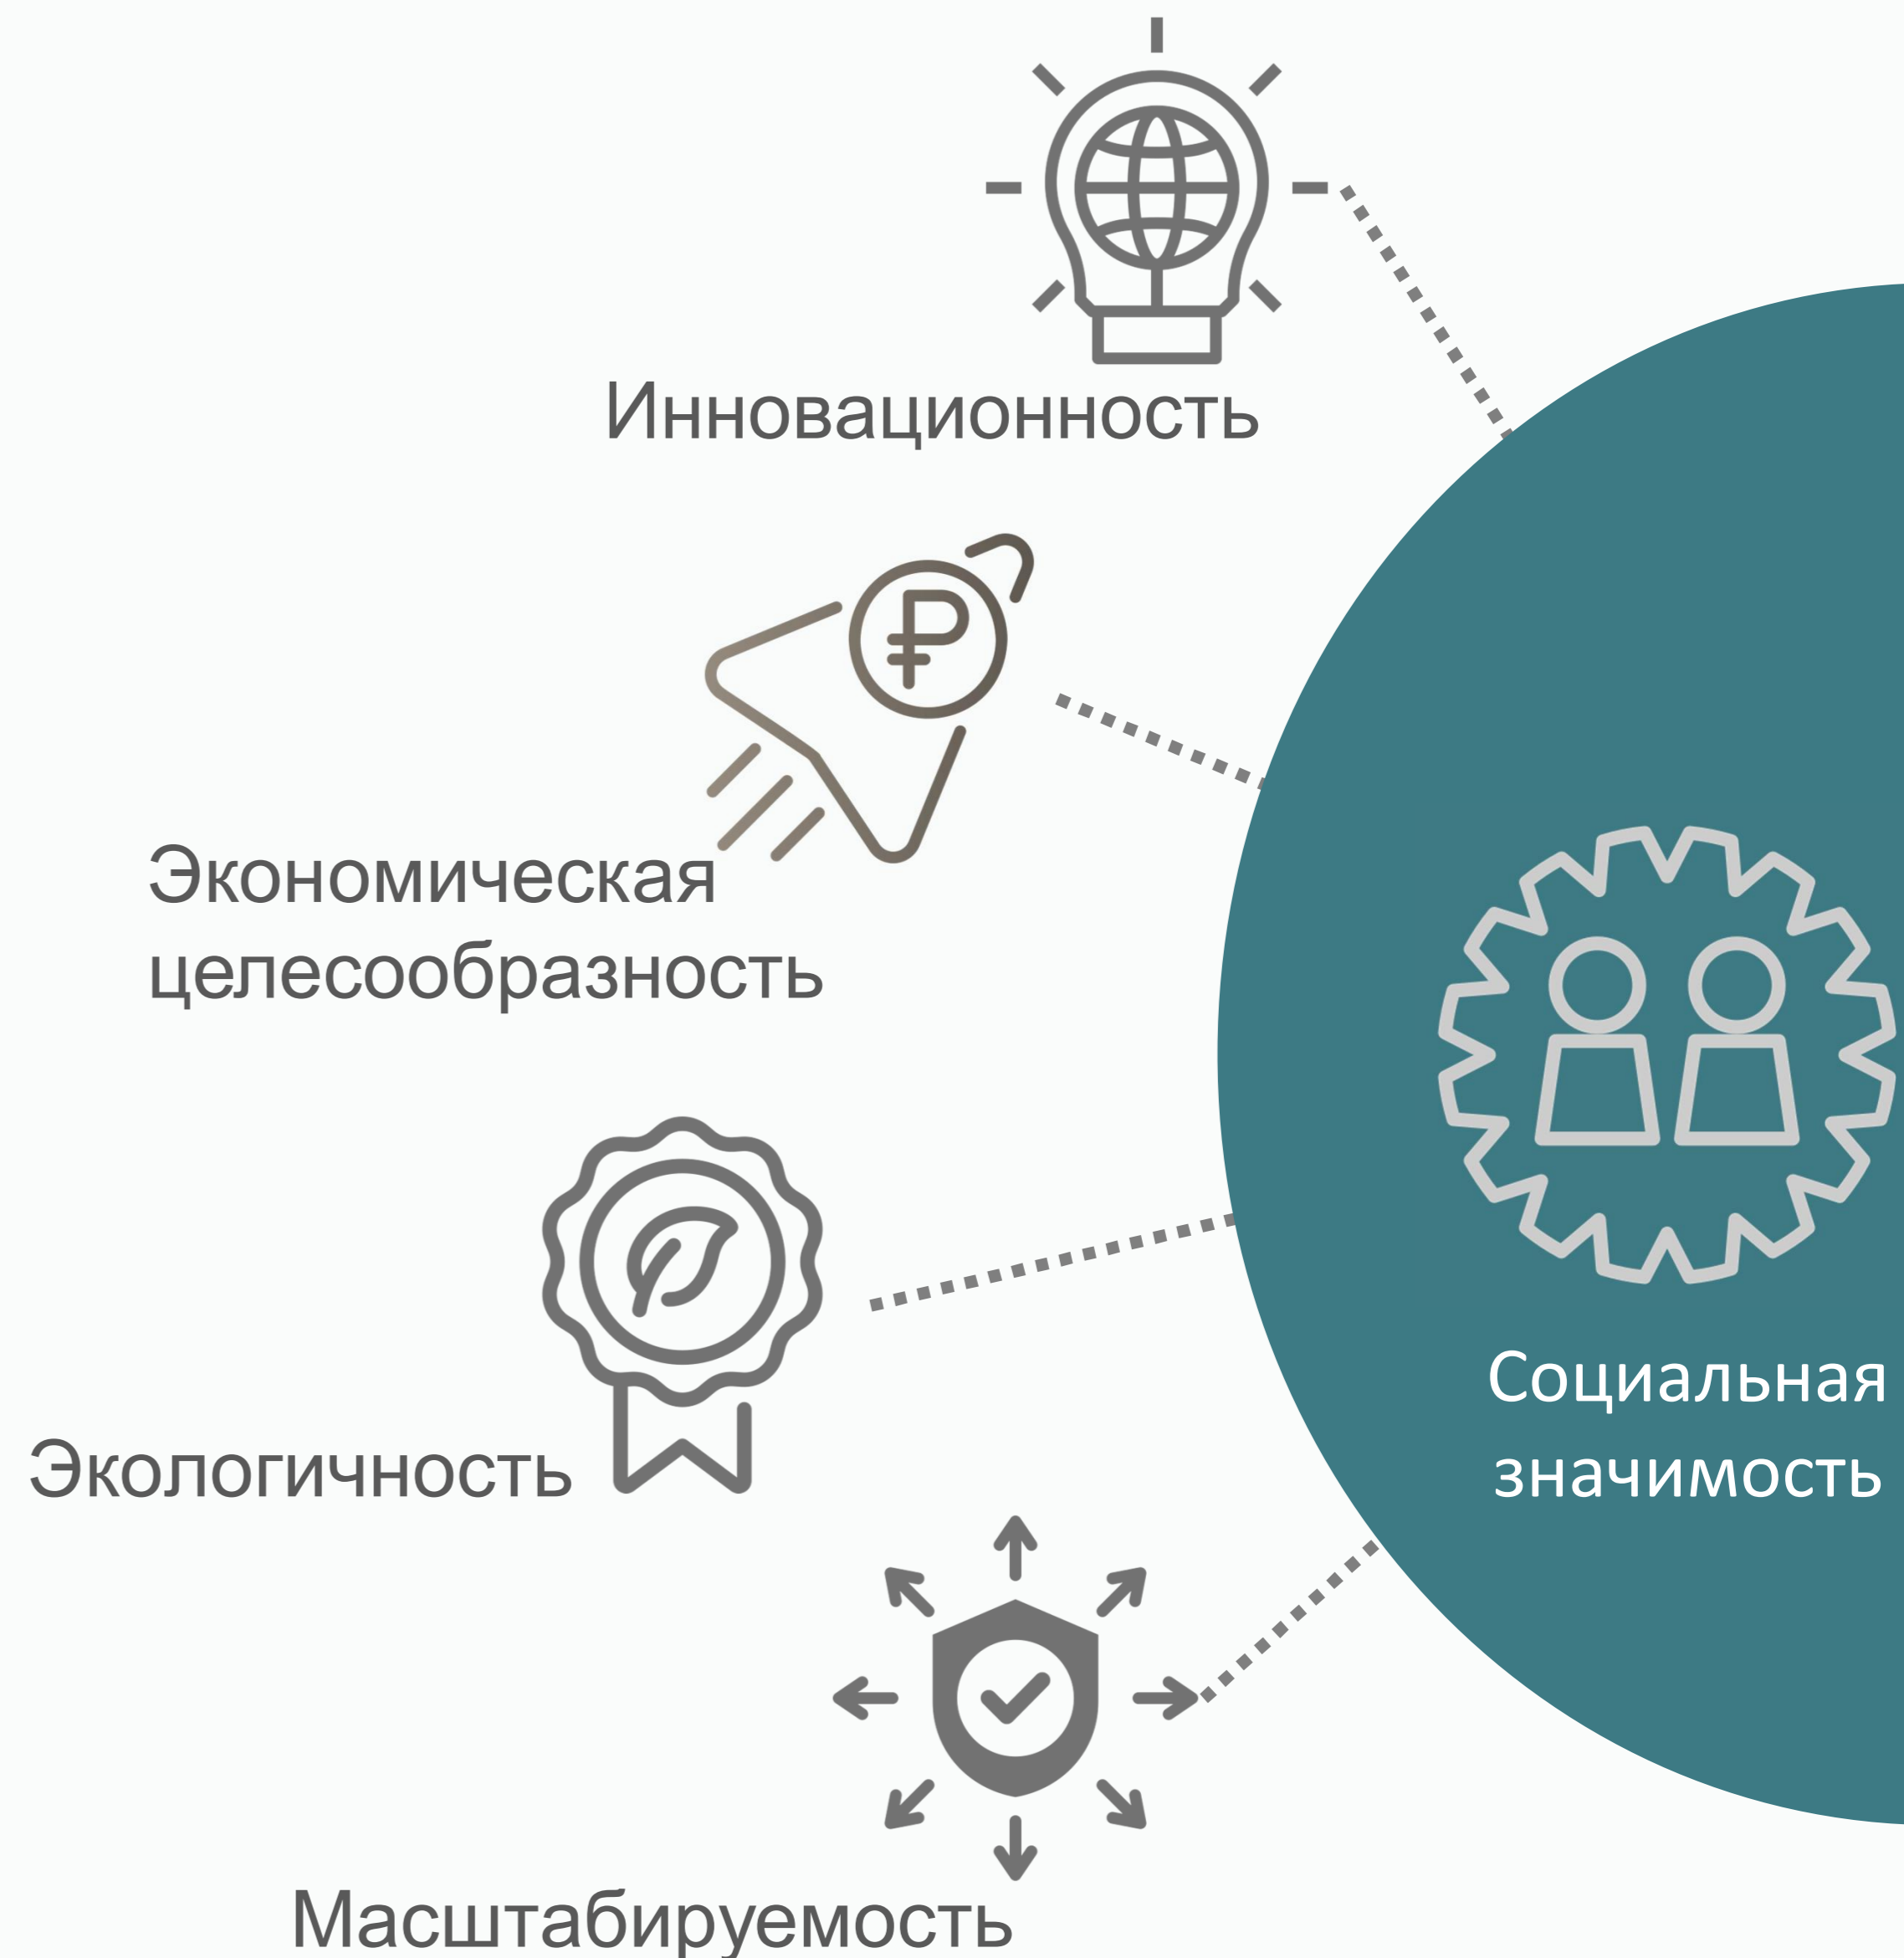 Инновационность
Экономическая
целесообразность
Экологичность
Социальная
значимость
Масштабируемость